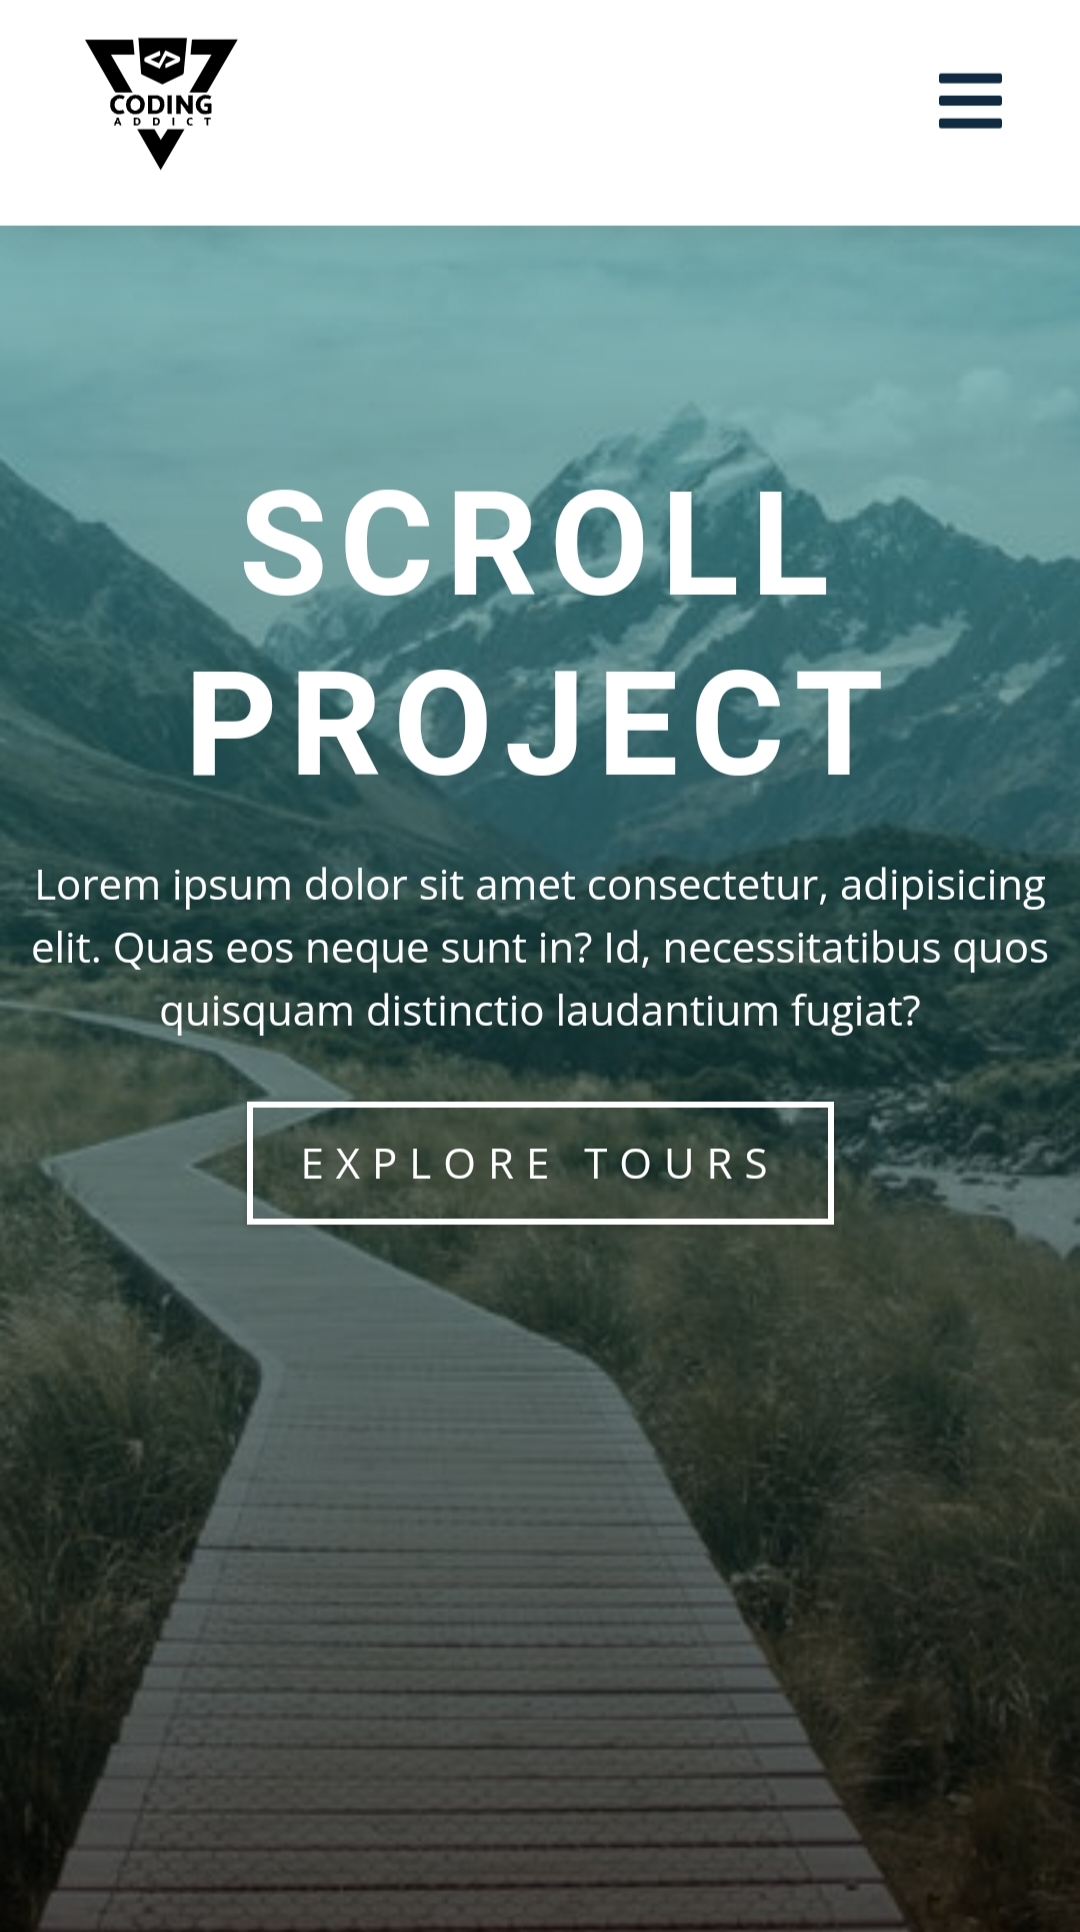 </>
CODING
ADDICT
SCROLL
PROJECT
Lorem ipsum dolor sit amet consectetur, adipisicing
elit. Quas eos neque sunt in? Id, necessitatibus quos
quisquam distinctio laudantium fugiat?
EXPLORE TOURS